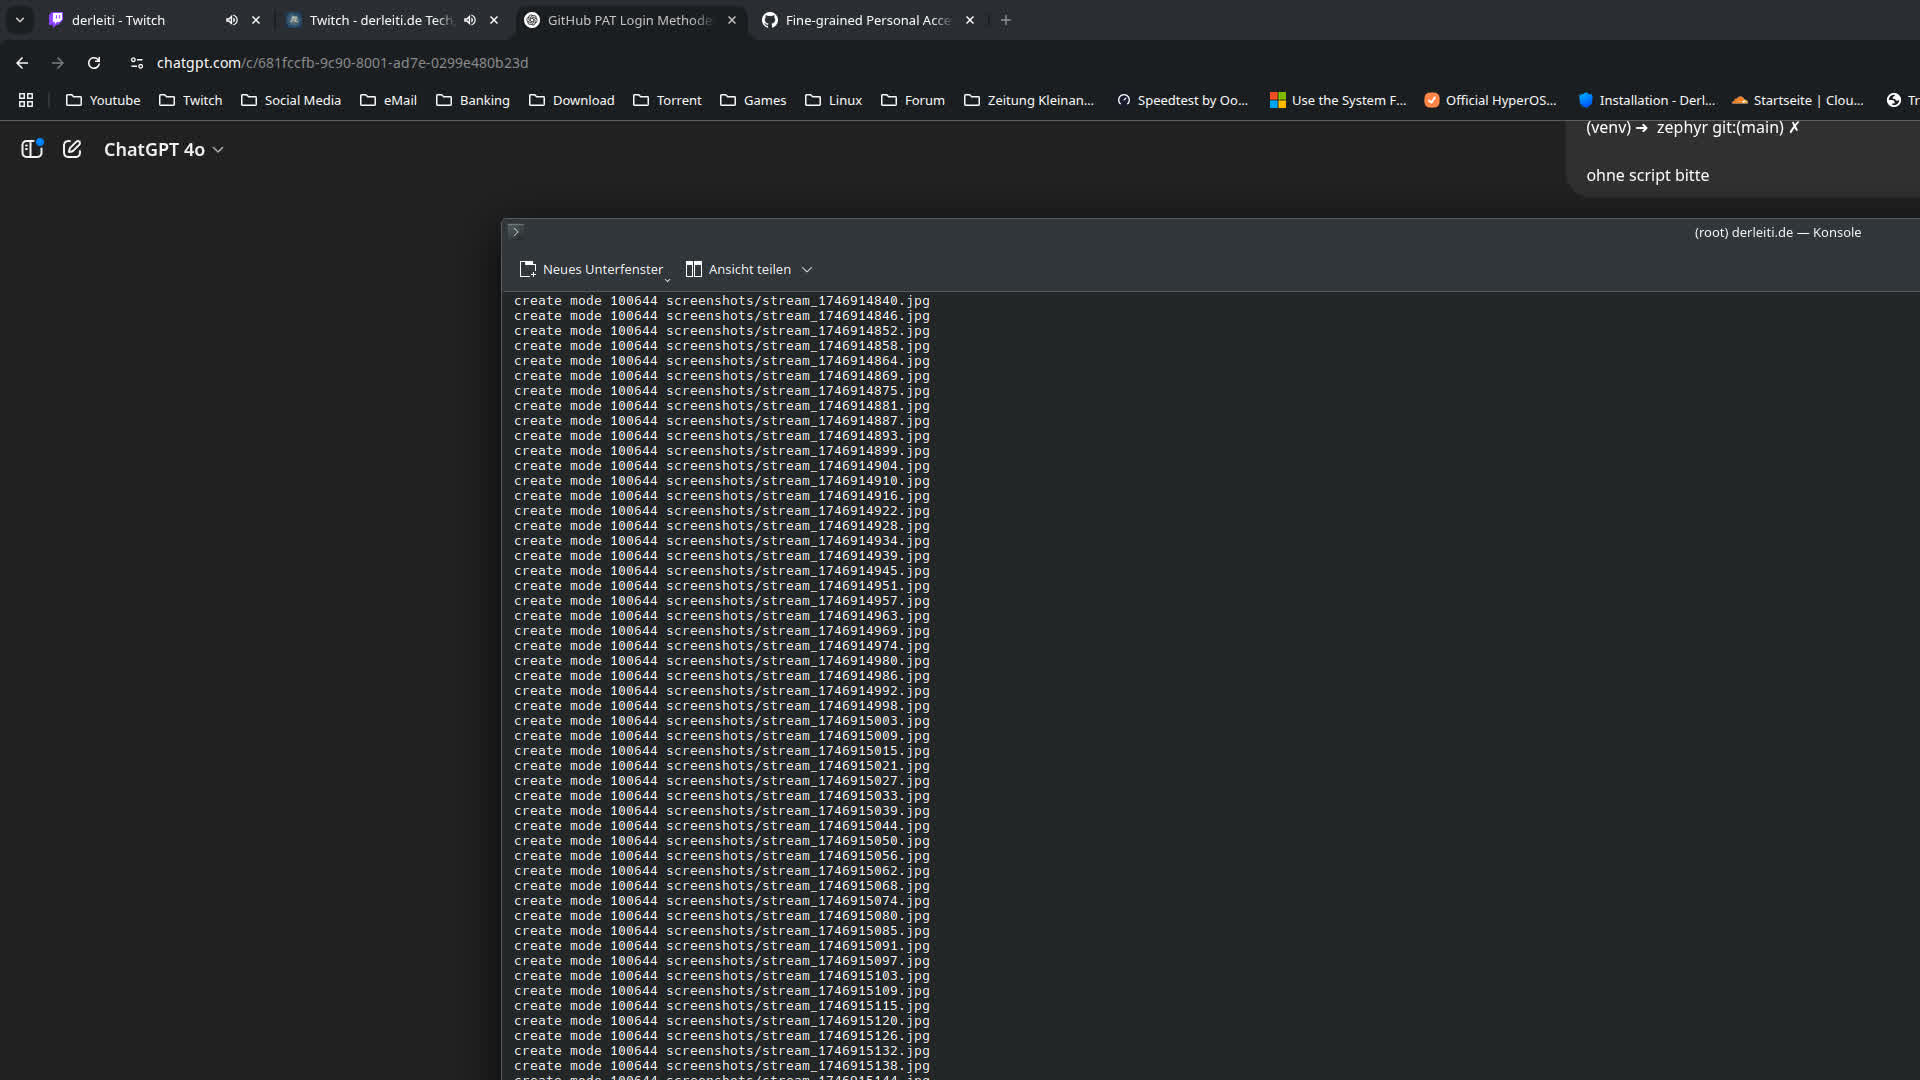 derleiti - Twitch
Twitch - derleiti.de Tech
GitHub PAT Login Methode
Fine-grained Personal Acce
chatgpt.com/c/681fccfb-9c90-8001-ad7e-0299e480b23d
Youtube
Twitch
Social Media
eMail
Banking
Download
Torrent
Games
Linux
Forum
Zeitung Kleinan...
Speedtest by Oo...
Use the System F...
Official HyperOS...
Installation - Derl...
Startseite | Clou...
Tr
ChatGPT 4o
(venv) ➜ zephyr git:(main) ✗
ohne script bitte
(root) derleiti.de — Konsole
Neues Unterfenster
Ansicht teilen
create mode 100644 screenshots/stream_1746914840.jpg
create mode 100644 screenshots/stream_1746914846.jpg
create mode 100644 screenshots/stream_1746914852.jpg
create mode 100644 screenshots/stream_1746914858.jpg
create mode 100644 screenshots/stream_1746914864.jpg
create mode 100644 screenshots/stream_1746914869.jpg
create mode 100644 screenshots/stream_1746914875.jpg
create mode 100644 screenshots/stream_1746914881.jpg
create mode 100644 screenshots/stream_1746914887.jpg
create mode 100644 screenshots/stream_1746914893.jpg
create mode 100644 screenshots/stream_1746914899.jpg
create mode 100644 screenshots/stream_1746914904.jpg
create mode 100644 screenshots/stream_1746914910.jpg
create mode 100644 screenshots/stream_1746914916.jpg
create mode 100644 screenshots/stream_1746914922.jpg
create mode 100644 screenshots/stream_1746914928.jpg
create mode 100644 screenshots/stream_1746914934.jpg
create mode 100644 screenshots/stream_1746914939.jpg
create mode 100644 screenshots/stream_1746914945.jpg
create mode 100644 screenshots/stream_1746914951.jpg
create mode 100644 screenshots/stream_1746914957.jpg
create mode 100644 screenshots/stream_1746914963.jpg
create mode 100644 screenshots/stream_1746914969.jpg
create mode 100644 screenshots/stream_1746914974.jpg
create mode 100644 screenshots/stream_1746914980.jpg
create mode 100644 screenshots/stream_1746914986.jpg
create mode 100644 screenshots/stream_1746914992.jpg
create mode 100644 screenshots/stream_1746914998.jpg
create mode 100644 screenshots/stream_1746915003.jpg
create mode 100644 screenshots/stream_1746915009.jpg
create mode 100644 screenshots/stream_1746915015.jpg
create mode 100644 screenshots/stream_1746915021.jpg
create mode 100644 screenshots/stream_1746915027.jpg
create mode 100644 screenshots/stream_1746915033.jpg
create mode 100644 screenshots/stream_1746915039.jpg
create mode 100644 screenshots/stream_1746915044.jpg
create mode 100644 screenshots/stream_1746915050.jpg
create mode 100644 screenshots/stream_1746915056.jpg
create mode 100644 screenshots/stream_1746915062.jpg
create mode 100644 screenshots/stream_1746915068.jpg
create mode 100644 screenshots/stream_1746915074.jpg
create mode 100644 screenshots/stream_1746915080.jpg
create mode 100644 screenshots/stream_1746915085.jpg
create mode 100644 screenshots/stream_1746915091.jpg
create mode 100644 screenshots/stream_1746915097.jpg
create mode 100644 screenshots/stream_1746915103.jpg
create mode 100644 screenshots/stream_1746915109.jpg
create mode 100644 screenshots/stream_1746915115.jpg
create mode 100644 screenshots/stream_1746915120.jpg
create mode 100644 screenshots/stream_1746915126.jpg
create mode 100644 screenshots/stream_1746915132.jpg
create mode 100644 screenshots/stream_1746915138.jpg